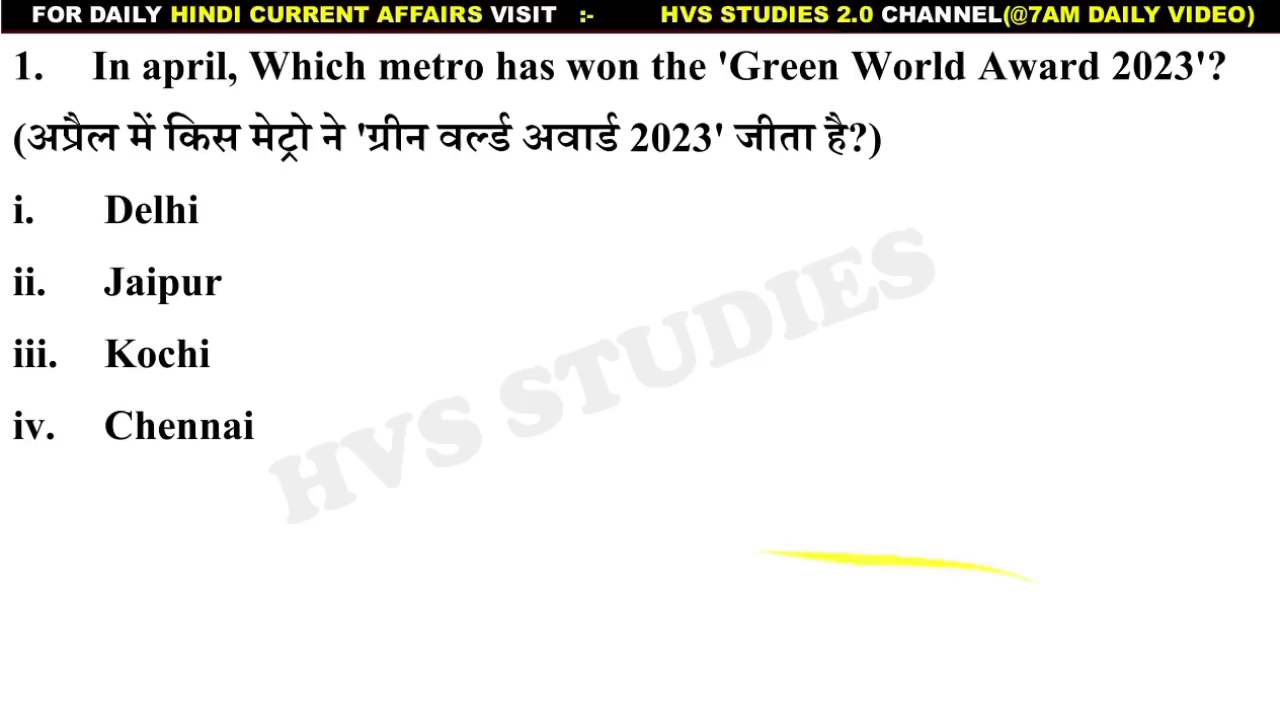 FOR DAILY HINDI CURRENT AFFAIRS VISIT :- HVS STUDIES 2.0 CHANNEL(@7AM DAILY VIDEO)
1. In april, Which metro has won the 'Green World Award 2023'?
(अप्रैल में किस मेट्रो ने 'ग्रीन वर्ल्ड अवार्ड 2023' जीता है?)
i. Delhi
ii. Jaipur
iii. Kochi
iv. Chennai
HVS STUDIES